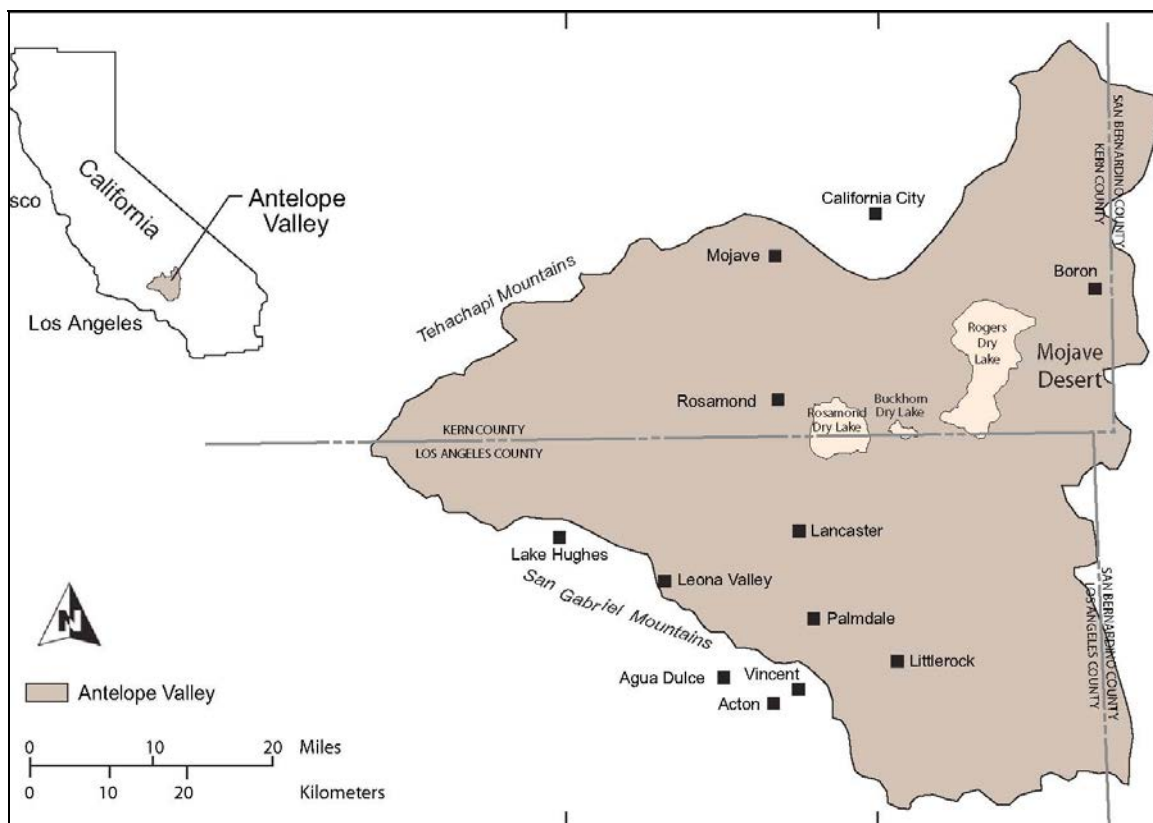 sco
California
Antelope
Valley
Los Angeles
SAN BERNARDINO COUNTY
KERN COUNTY
California City
Mojave
Tehachapi Mountains
Boron
Rogers
Dry
Lake
Mojave
Desert
Rosamond
Rosamond
Dry Lake
Buckhorn
Dry Lake
KERN COUNTY
LOS ANGELES COUNTY
Lancaster
Lake Hughes
Leona Valley
San Gabriel Mountains
Palmdale
Littlerock
SAN BERNARDINO COUNTY
LOS ANGELES COUNTY
Agua Dulce
Vincent
Acton
N
Antelope Valley
0 10 20 Miles
0 10 20 Kilometers